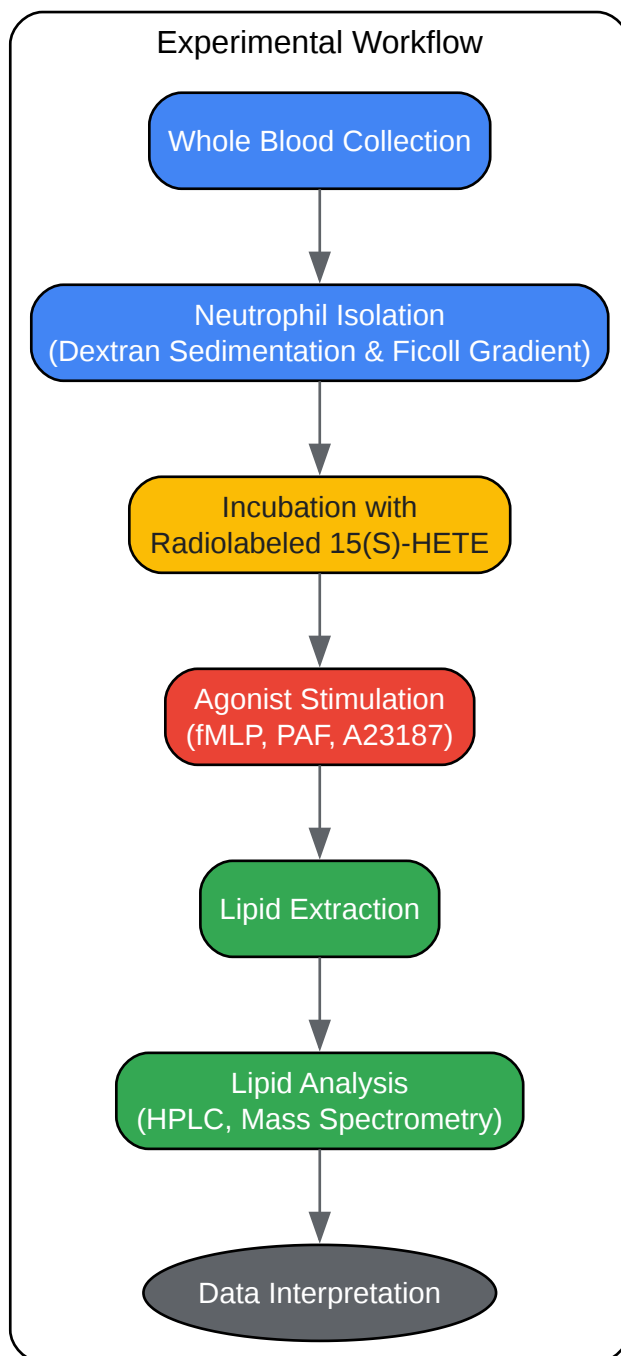 Experimental Workflow
Whole Blood Collection
Neutrophil Isolation
(Dextran Sedimentation & Ficoll Gradient)
Incubation with
Radiolabeled 15(S)-HETE
Agonist Stimulation
(fMLP, PAF, A23187)
Lipid Extraction
Lipid Analysis
(HPLC, Mass Spectrometry)
Data Interpretation